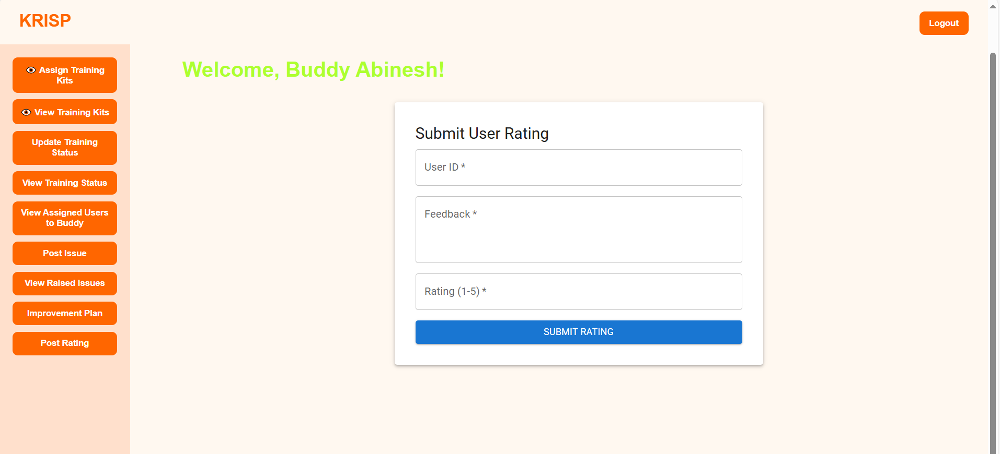 KRISP
Logout
Assign Training
Kits
View Training Kits
Update Training
Status
View Training Status
View Assigned Users
to Buddy
Post Issue
View Raised Issues
Improvement Plan
Post Rating
Welcome, Buddy Abinesh!
Submit User Rating
User ID *
Feedback *
Rating (1-5) *
SUBMIT RATING